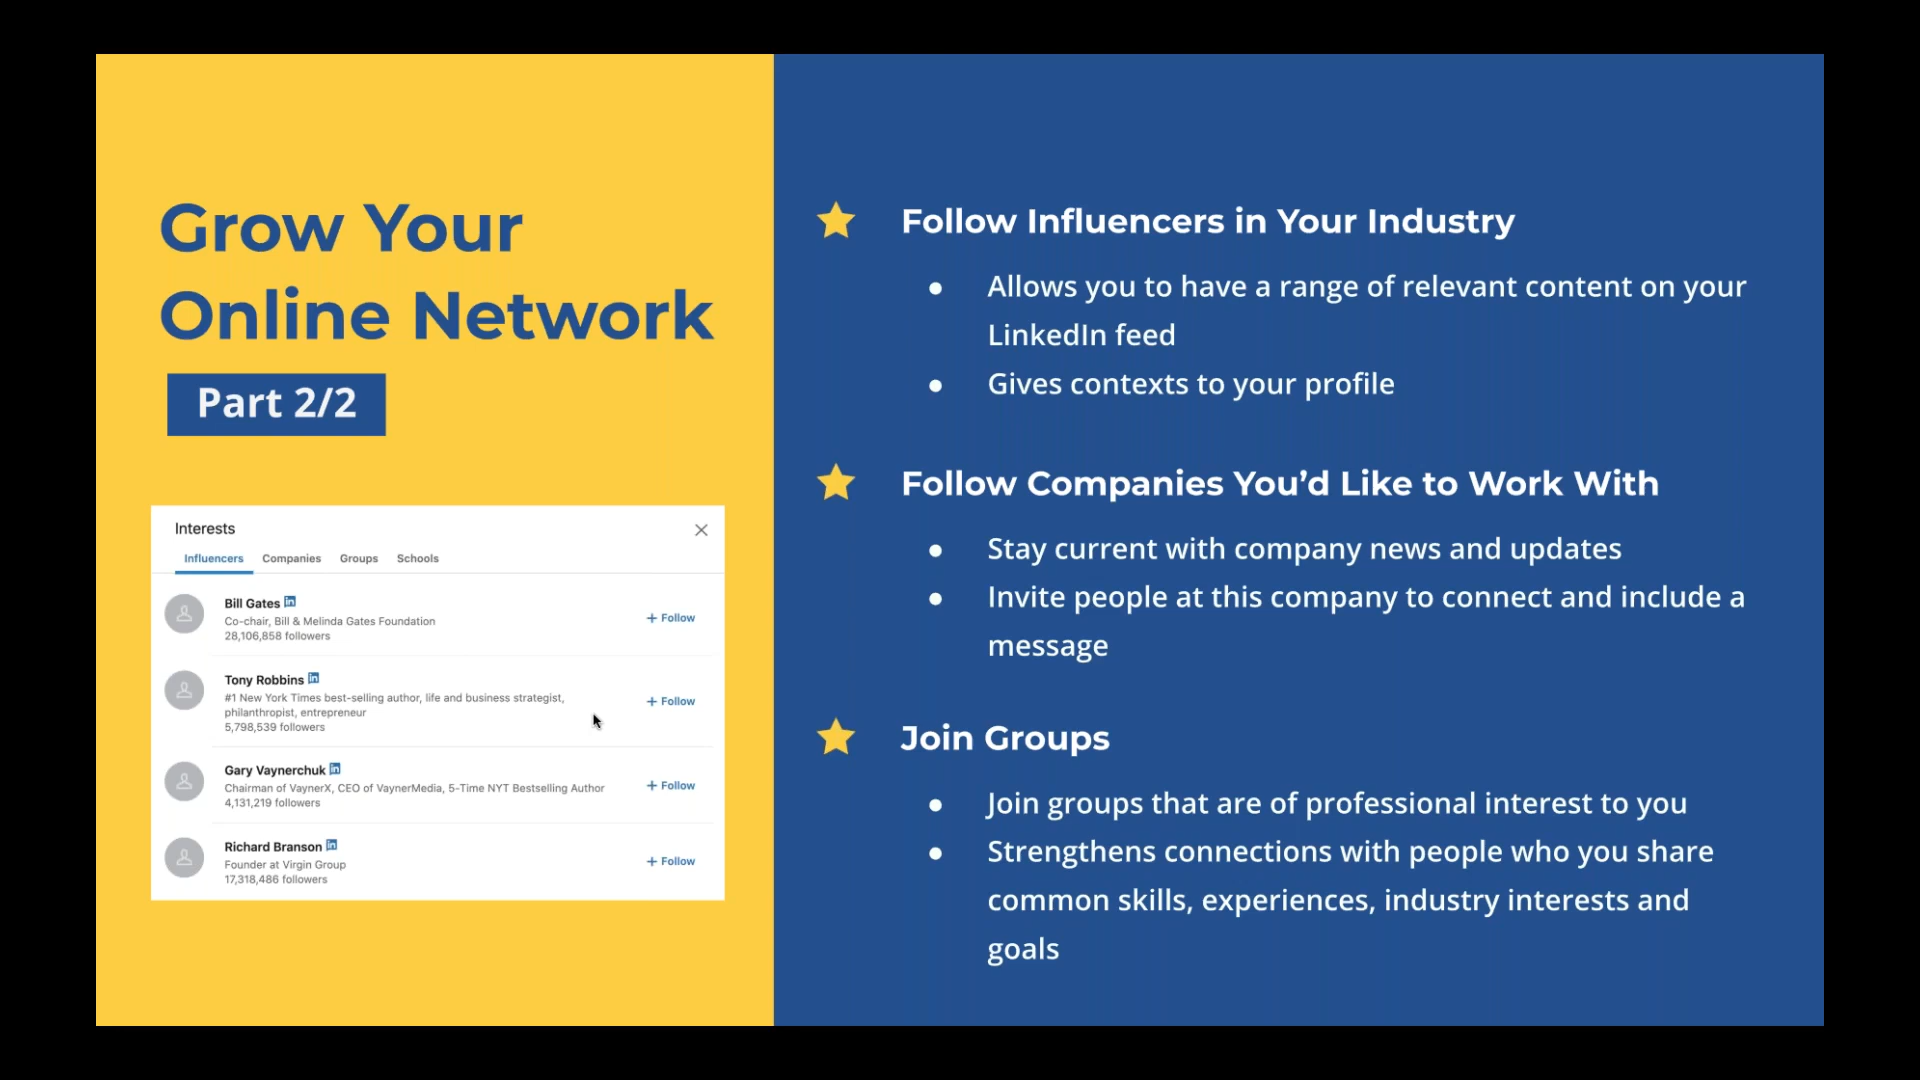 Grow Your
Online Network
Part 2/2
Interests
Influencers Companies Groups Schools
Bill Gates in
Co-chair, Bill & Melinda Gates Foundation
28,106,858 followers
+ Follow
Tony Robbins in
#1 New York Times best-selling author, life and business strategist,
philanthropist, entrepreneur
5,798,539 followers
+ Follow
Gary Vaynerchuk in
Chairman of VaynerX, CEO of VaynerMedia, 5-Time NYT Bestselling Author
4,131,219 followers
+ Follow
Richard Branson in
Founder at Virgin Group
17,318,486 followers
+ Follow
Follow Influencers in Your Industry
● Allows you to have a range of relevant content on your
LinkedIn feed
● Gives contexts to your profile
Follow Companies You’d Like to Work With
● Stay current with company news and updates
● Invite people at this company to connect and include a
message
Join Groups
● Join groups that are of professional interest to you
● Strengthens connections with people who you share
common skills, experiences, industry interests and
goals